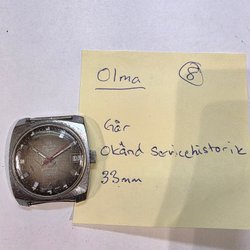 Olma 8
Går
Okänd Servicehistorik
33mm